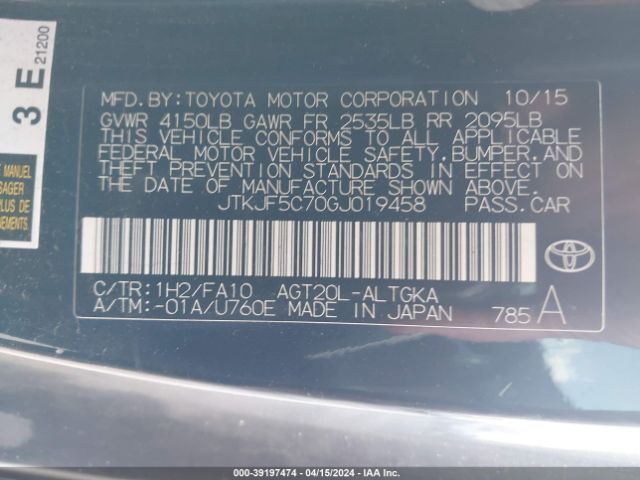 3 E
21200
MANUEL
SAGER
PLUS
MFD. BY:TOYOTA MOTOR CORPORATION 10/15
GVWR 4150LB GAWR FR 2535LB RR 2095LB
THIS VEHICLE CONFORMS TO ALL APPLICABLE
FEDERAL MOTOR VEHICLE SAFETY,BUMPER,AND
THEFT PREVENTION STANDARDS IN EFFECT ON
THE DATE OF MANUFACTURE SHOWN ABOVE.
JTKJF5C70GJ019458 PASS.CAR
C/TR:1H2/FA10 AGT20L-ALTGKA
A/TM:-01A/U760E MADE IN JAPAN 785 A
000-39197474 - 04/15/2024 - IAA Inc.